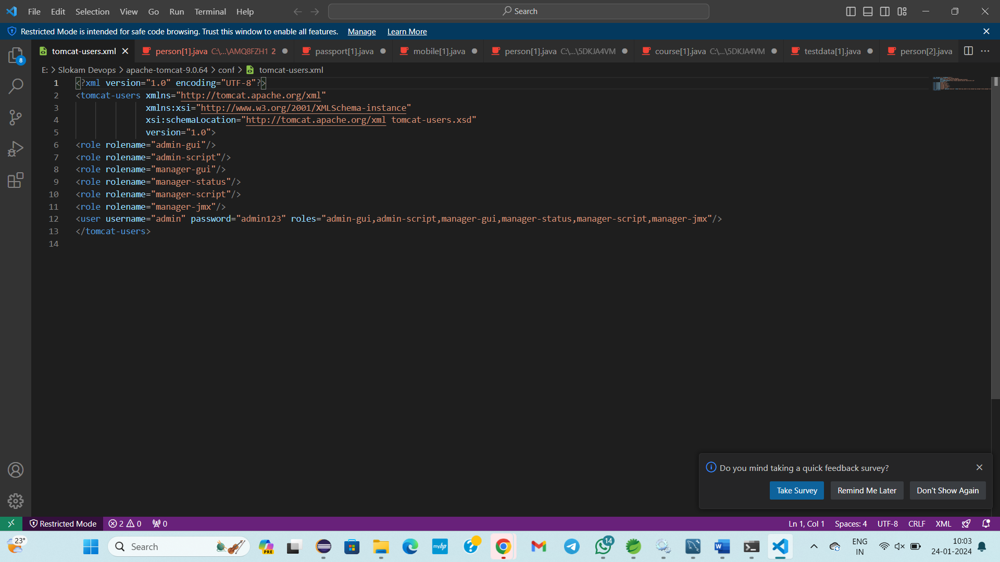 File Edit Selection View Go Run Terminal Help Search
Restricted Mode is intended for safe code browsing. Trust this window to enable all features. Manage Learn More
tomcat-users.xml person[1].java C:\...\AMQ8FZH1 2 passport[1].java mobile[1].java person[1].java C:\...\5DKJA4VM course[1].java C:\...\5DKJA4VM testdata[1].java person[2].java
E: > Slokam Devops > apache-tomcat-9.0.64 > conf > tomcat-users.xml
1 <?xml version="1.0" encoding="UTF-8"?>
2 <tomcat-users xmlns="http://tomcat.apache.org/xml"
3 xmlns:xsi="http://www.w3.org/2001/XMLSchema-instance"
4 xsi:schemaLocation="http://tomcat.apache.org/xml tomcat-users.xsd"
5 version="1.0">
6 <role rolename="admin-gui"/>
7 <role rolename="admin-script"/>
8 <role rolename="manager-gui"/>
9 <role rolename="manager-status"/>
10 <role rolename="manager-script"/>
11 <role rolename="manager-jmx"/>
12 <user username="admin" password="admin123" roles="admin-gui,admin-script,manager-gui,manager-status,manager-script,manager-jmx"/>
13 </tomcat-users>
14
8
Do you mind taking a quick feedback survey?
Take Survey Remind Me Later Don't Show Again
Restricted Mode 2 0 0 Ln 1, Col 1 Spaces: 4 UTF-8 CRLF XML
23° Search PRE myhp 14 ENG IN 10:03
24-01-2024